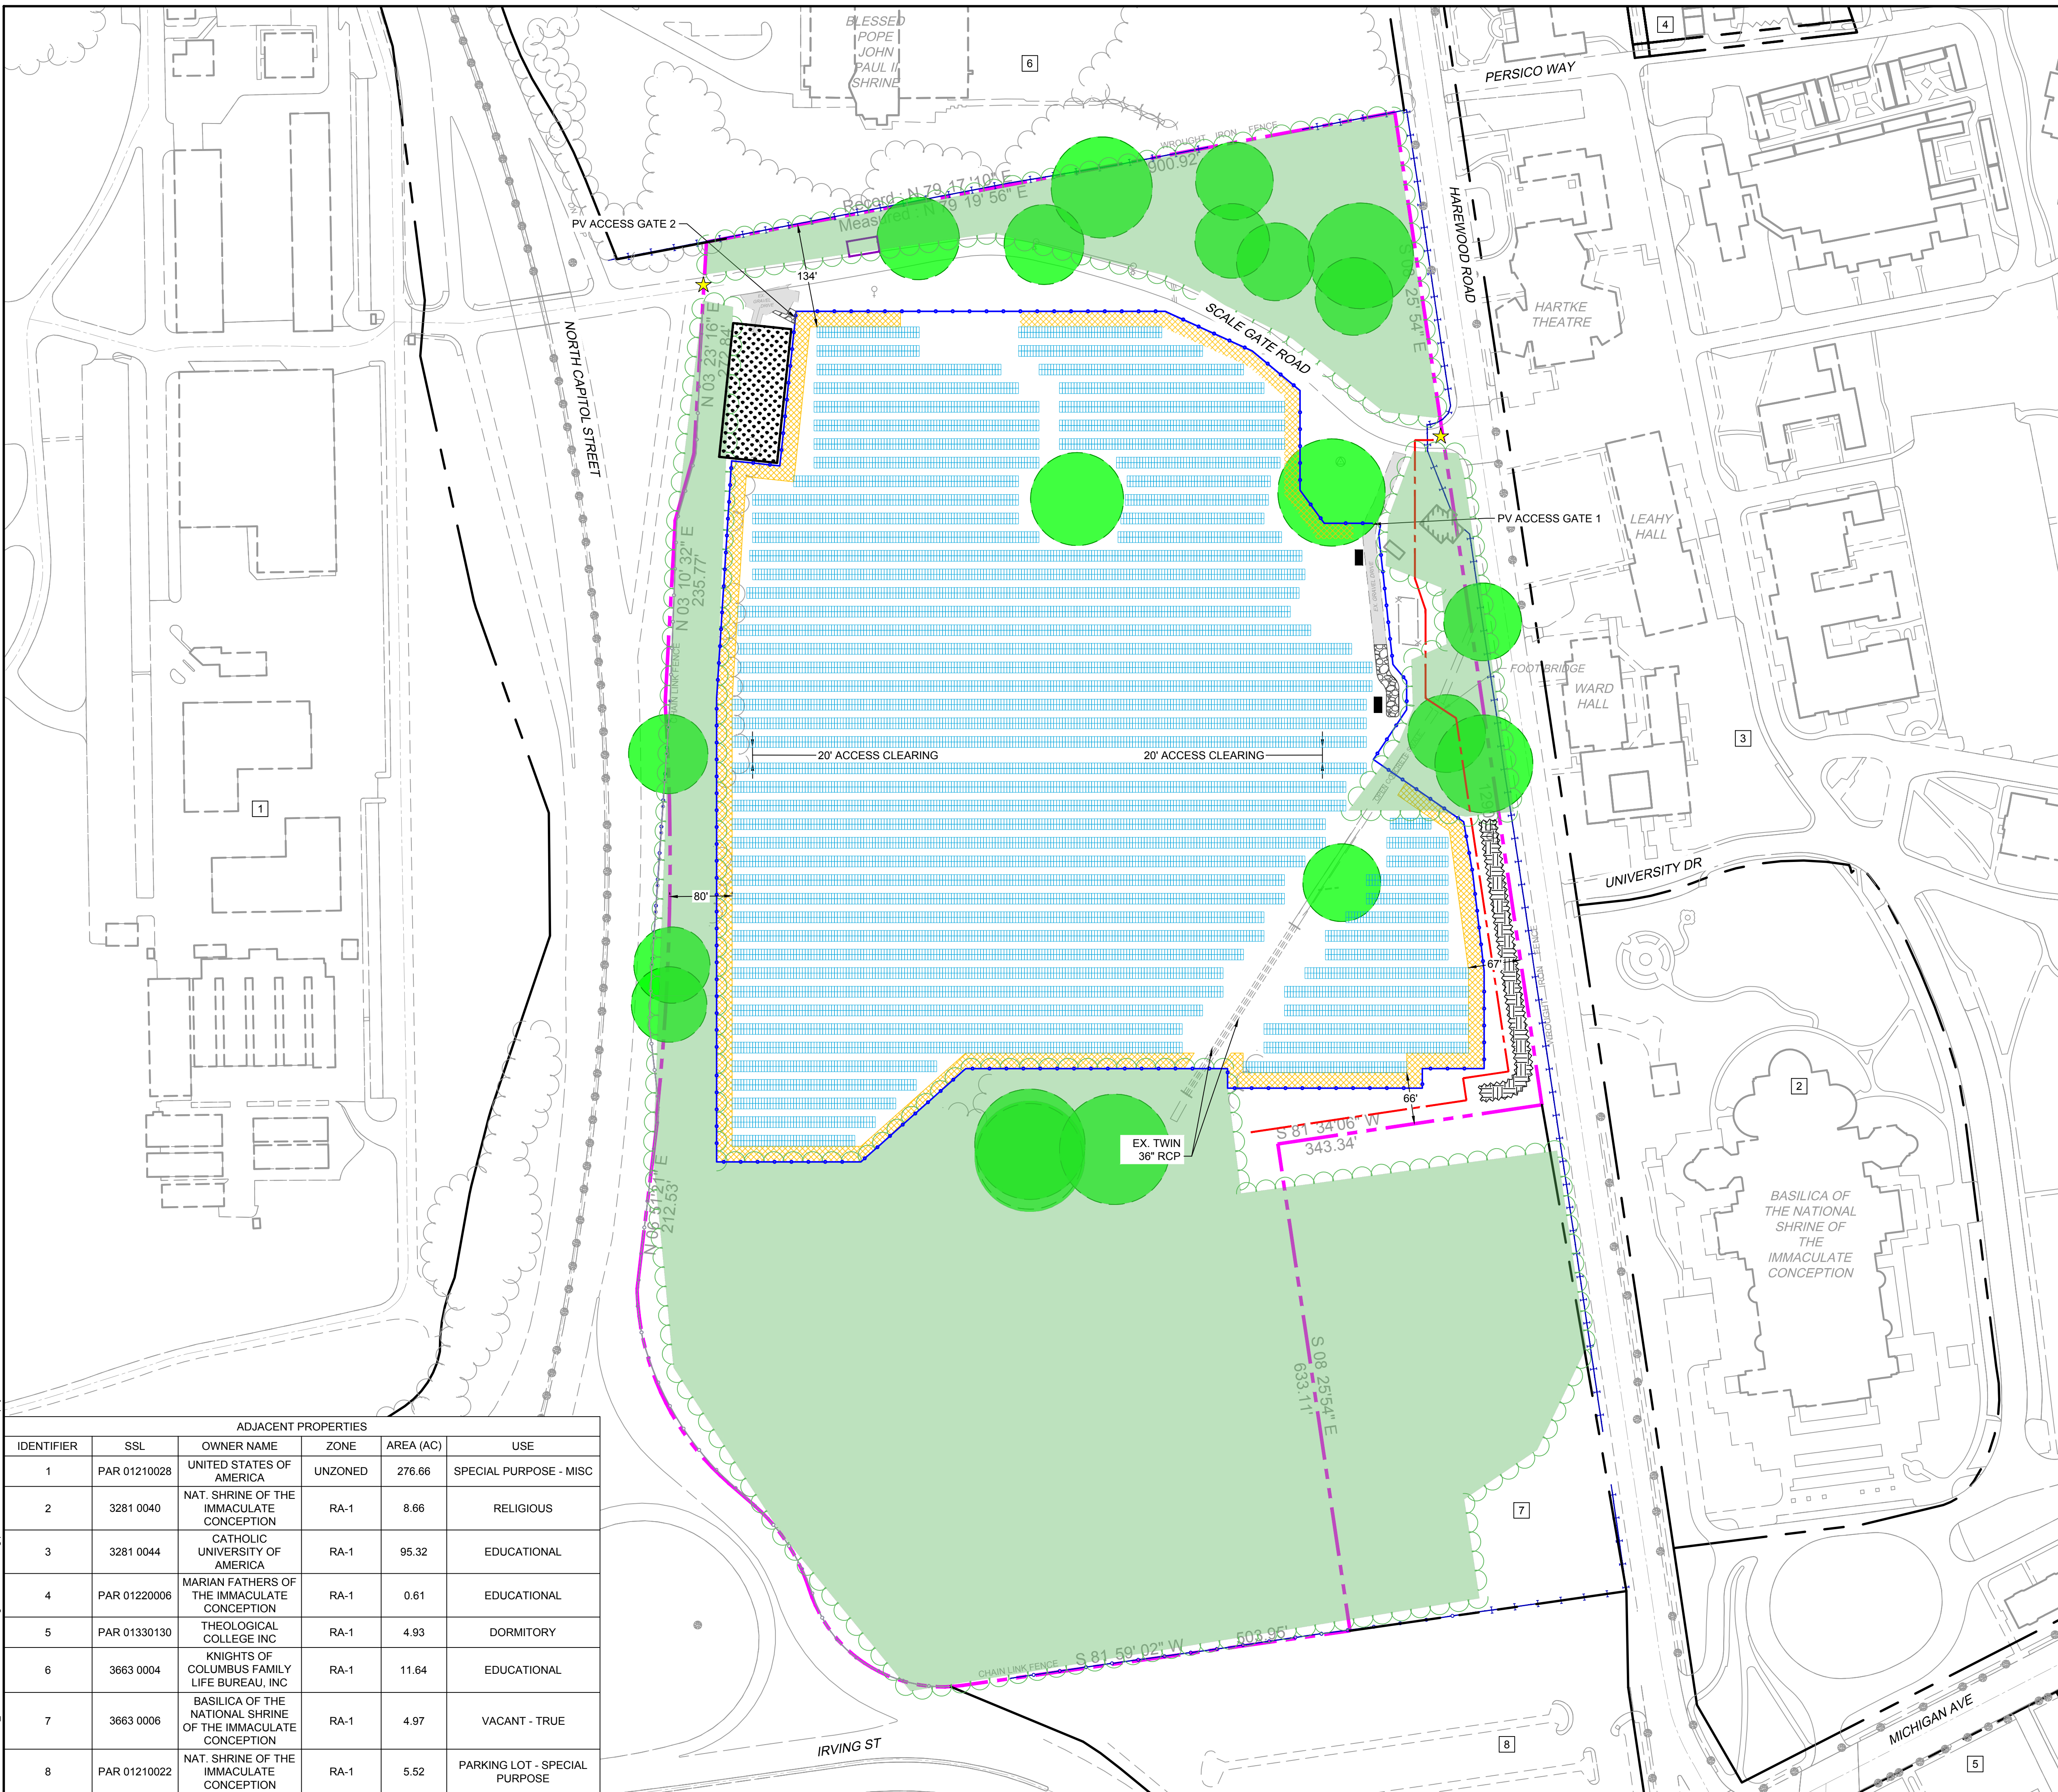 BLESSED
POPE
JOHN
PAUL II
SHRINE
6
4
PERSICO WAY
WROUGHT IRON FENCE
900.92'
Record : N 79 17'10" E
Measured : N 79 19'56" E
PV ACCESS GATE 2
134'
HAREWOOD ROAD
25' 54" E
HARTKE
THEATRE
SCALE GATE ROAD
NORTH CAPITOL STREET
N 03 23' 16" E
272.84'
PV ACCESS GATE 1
LEAHY
HALL
N 03 10' 32" E
235.77'
CHAIN LINK FENCE
FOOT BRIDGE
WARD
HALL
3
20' ACCESS CLEARING
20' ACCESS CLEARING
1
80'
UNIVERSITY DR
67'
WROUGHT IRON FENCE
66'
2
EX. TWIN
36" RCP
S 81 34'06" W
343.34'
N 06 51'21" E
212.53'
BASILICA OF
THE NATIONAL
SHRINE OF
THE
IMMACULATE
CONCEPTION
S 08 25'54" E
633.11'
7
CHAIN LINK FENCE
S 81 59' 02" W
503.95'
IRVING ST
8
MICHIGAN AVE
5
ADJACENT PROPERTIES
IDENTIFIER SSL OWNER NAME ZONE AREA (AC) USE
1 PAR 01210028 UNITED STATES OF AMERICA UNZONED 276.66 SPECIAL PURPOSE - MISC
2 3281 0040 NAT. SHRINE OF THE IMMACULATE CONCEPTION RA-1 8.66 RELIGIOUS
3 3281 0044 CATHOLIC UNIVERSITY OF AMERICA RA-1 95.32 EDUCATIONAL
4 PAR 01220006 MARIAN FATHERS OF THE IMMACULATE CONCEPTION RA-1 0.61 EDUCATIONAL
5 PAR 01330130 THEOLOGICAL COLLEGE INC RA-1 4.93 DORMITORY
6 3663 0004 KNIGHTS OF COLUMBUS FAMILY LIFE BUREAU, INC RA-1 11.64 EDUCATIONAL
7 3663 0006 BASILICA OF THE NATIONAL SHRINE OF THE IMMACULATE CONCEPTION RA-1 4.97 VACANT - TRUE
8 PAR 01210022 NAT. SHRINE OF THE IMMACULATE CONCEPTION RA-1 5.52 PARKING LOT - SPECIAL PURPOSE